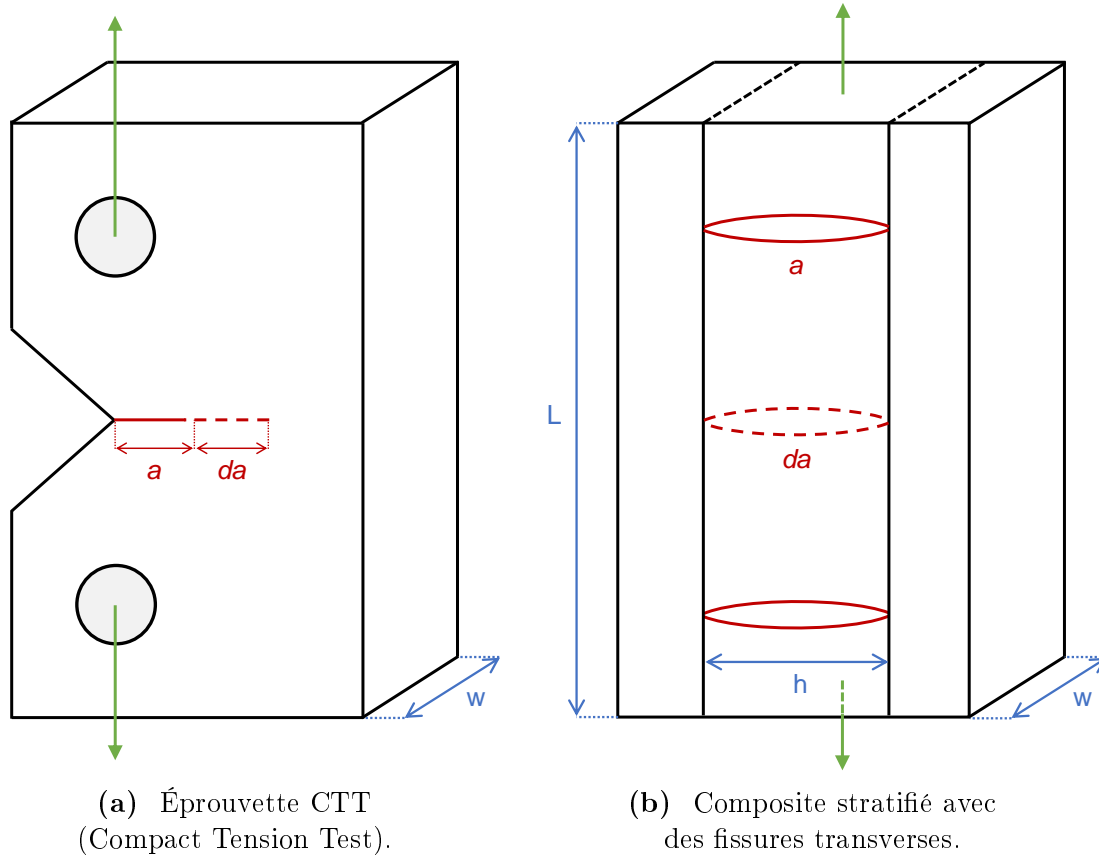 a
da
w
a
L
da
h
w
(a) Éprouvette CTT
(Compact Tension Test).
(b) Composite stratifié avec
des fissures transverses.